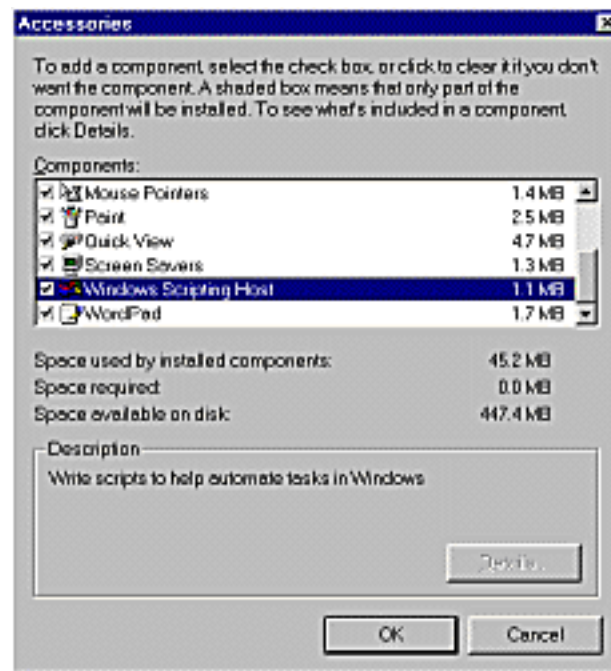 Accessories
To add a component, select the check box, or click to clear it if you don't
want the component. A shaded box means that only part of the
component will be installed. To see what's included in a component,
click Details.
Components:
Mouse Pointers 1.4 MB
Paint 2.5 MB
Quick View 4.7 MB
Screen Savers 1.3 MB
Windows Scripting Host 1.1 MB
WordPad 1.7 MB
Space used by installed components: 45.2 MB
Space required: 0.0 MB
Space available on disk: 447.4 MB
Description
Write scripts to help automate tasks in Windows
Details...
OK Cancel